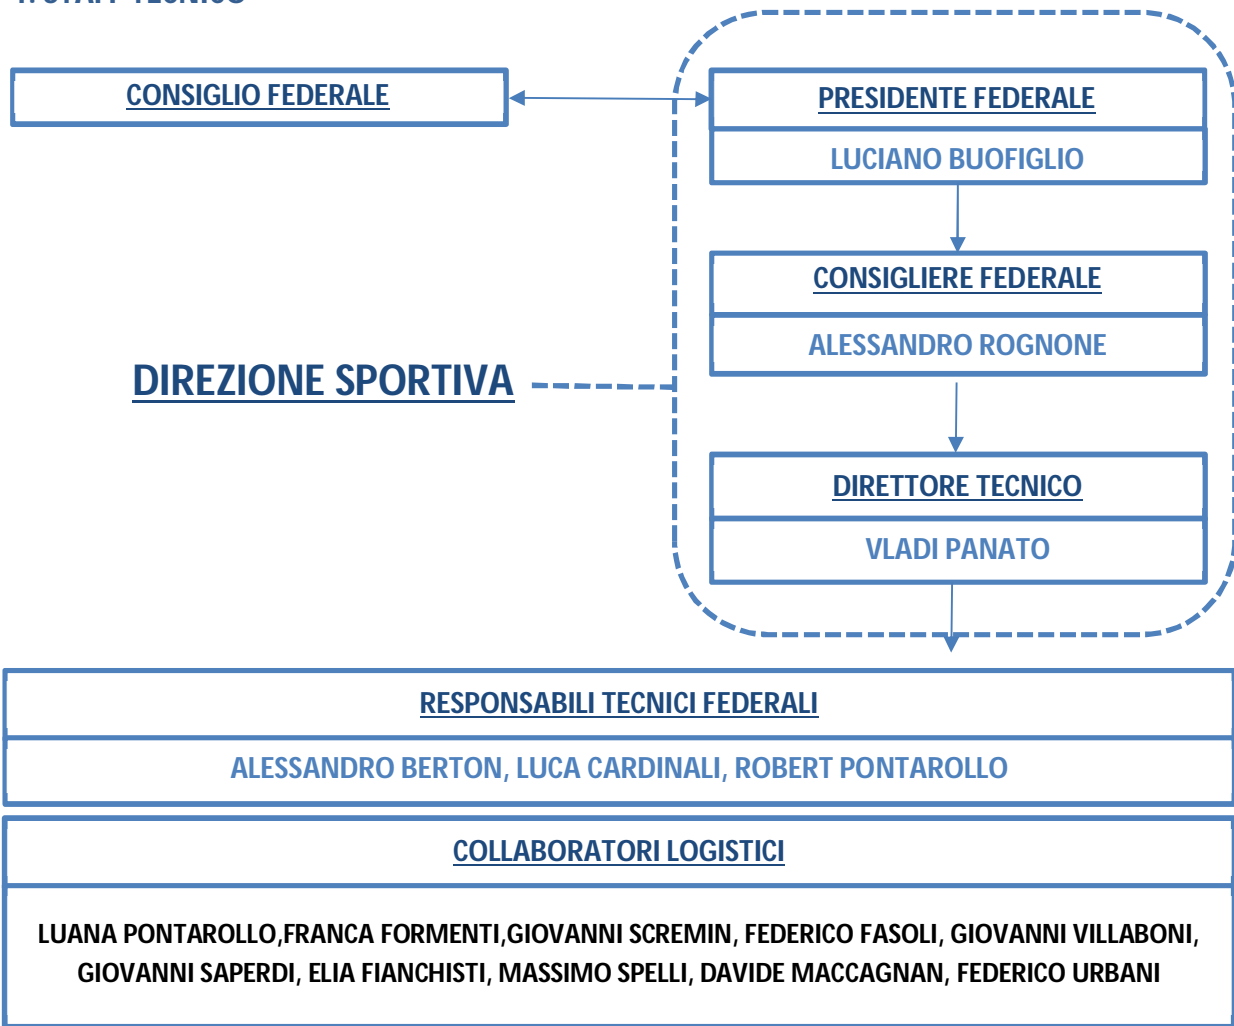 CONSIGLIO FEDERALE
PRESIDENTE FEDERALE
LUCIANO BUOFIGLIO
CONSIGLIERE FEDERALE
ALESSANDRO ROGNONE
DIREZIONE SPORTIVA
DIRETTORE TECNICO
VLADI PANATO
RESPONSABILI TECNICI FEDERALI
ALESSANDRO BERTON, LUCA CARDINALI, ROBERT PONTAROLLO
COLLABORATORI LOGISTICI
LUANA PONTAROLLO,FRANCA FORMENTI,GIOVANNI SCREMIN, FEDERICO FASOLI, GIOVANNI VILLABONI,
GIOVANNI SAPERDI, ELIA FIANCHISTI, MASSIMO SPELLI, DAVIDE MACCAGNAN, FEDERICO URBANI